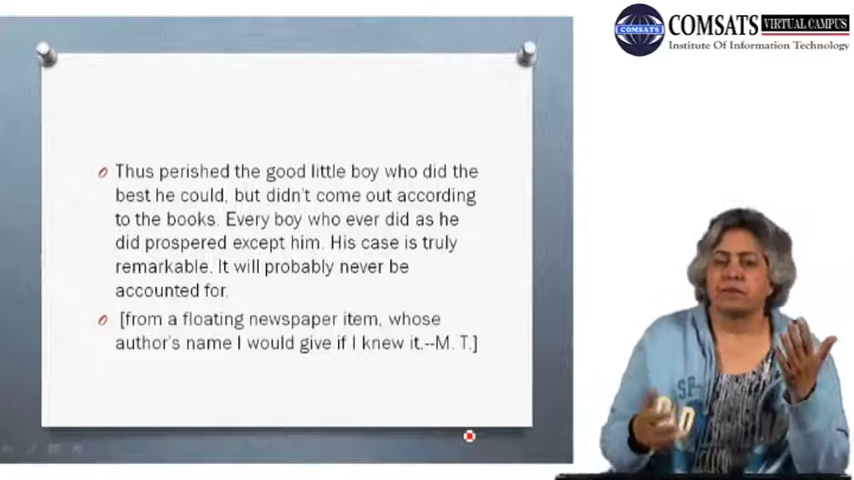 COMSATS VIRTUAL CAMPUS
Institute Of Information Technology
COMSATS
Thus perished the good little boy who did the
best he could, but didn't come out according
to the books. Every boy who ever did as he
did prospered except him. His case is truly
remarkable. It will probably never be
accounted for.
[from a floating newspaper item, whose
author's name I would give if I knew it.--M. T.]